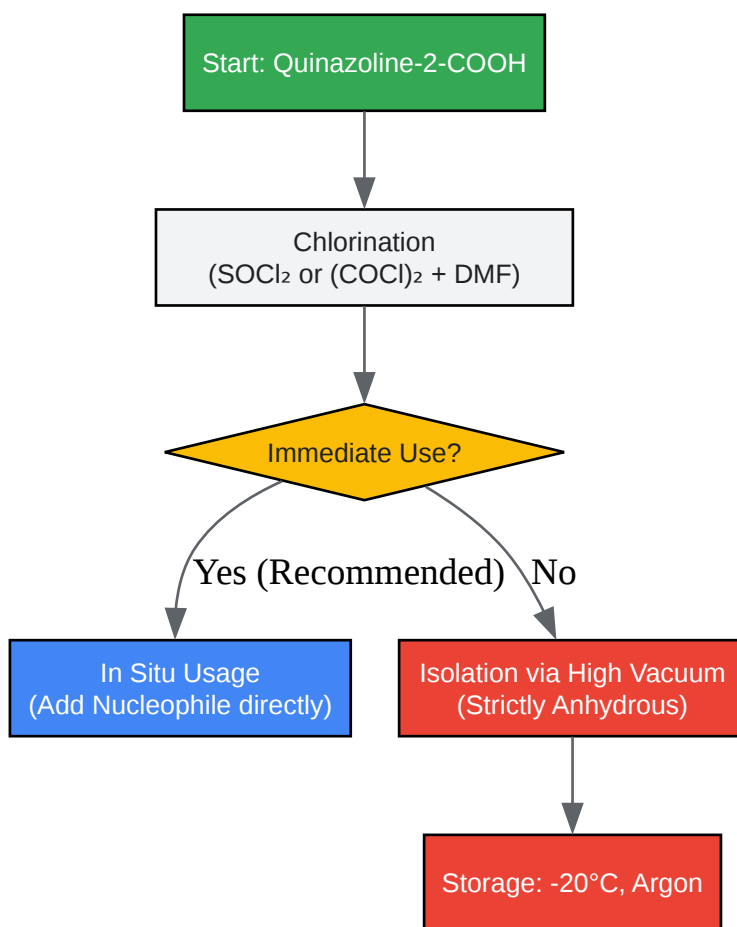 Start: Quinazoline-2-COOH
Chlorination
(SOCl₂ or (COCl)₂ + DMF)
Immediate Use?
Yes (Recommended)
No
In Situ Usage
(Add Nucleophile directly)
Isolation via High Vacuum
(Strictly Anhydrous)
Storage: -20°C, Argon